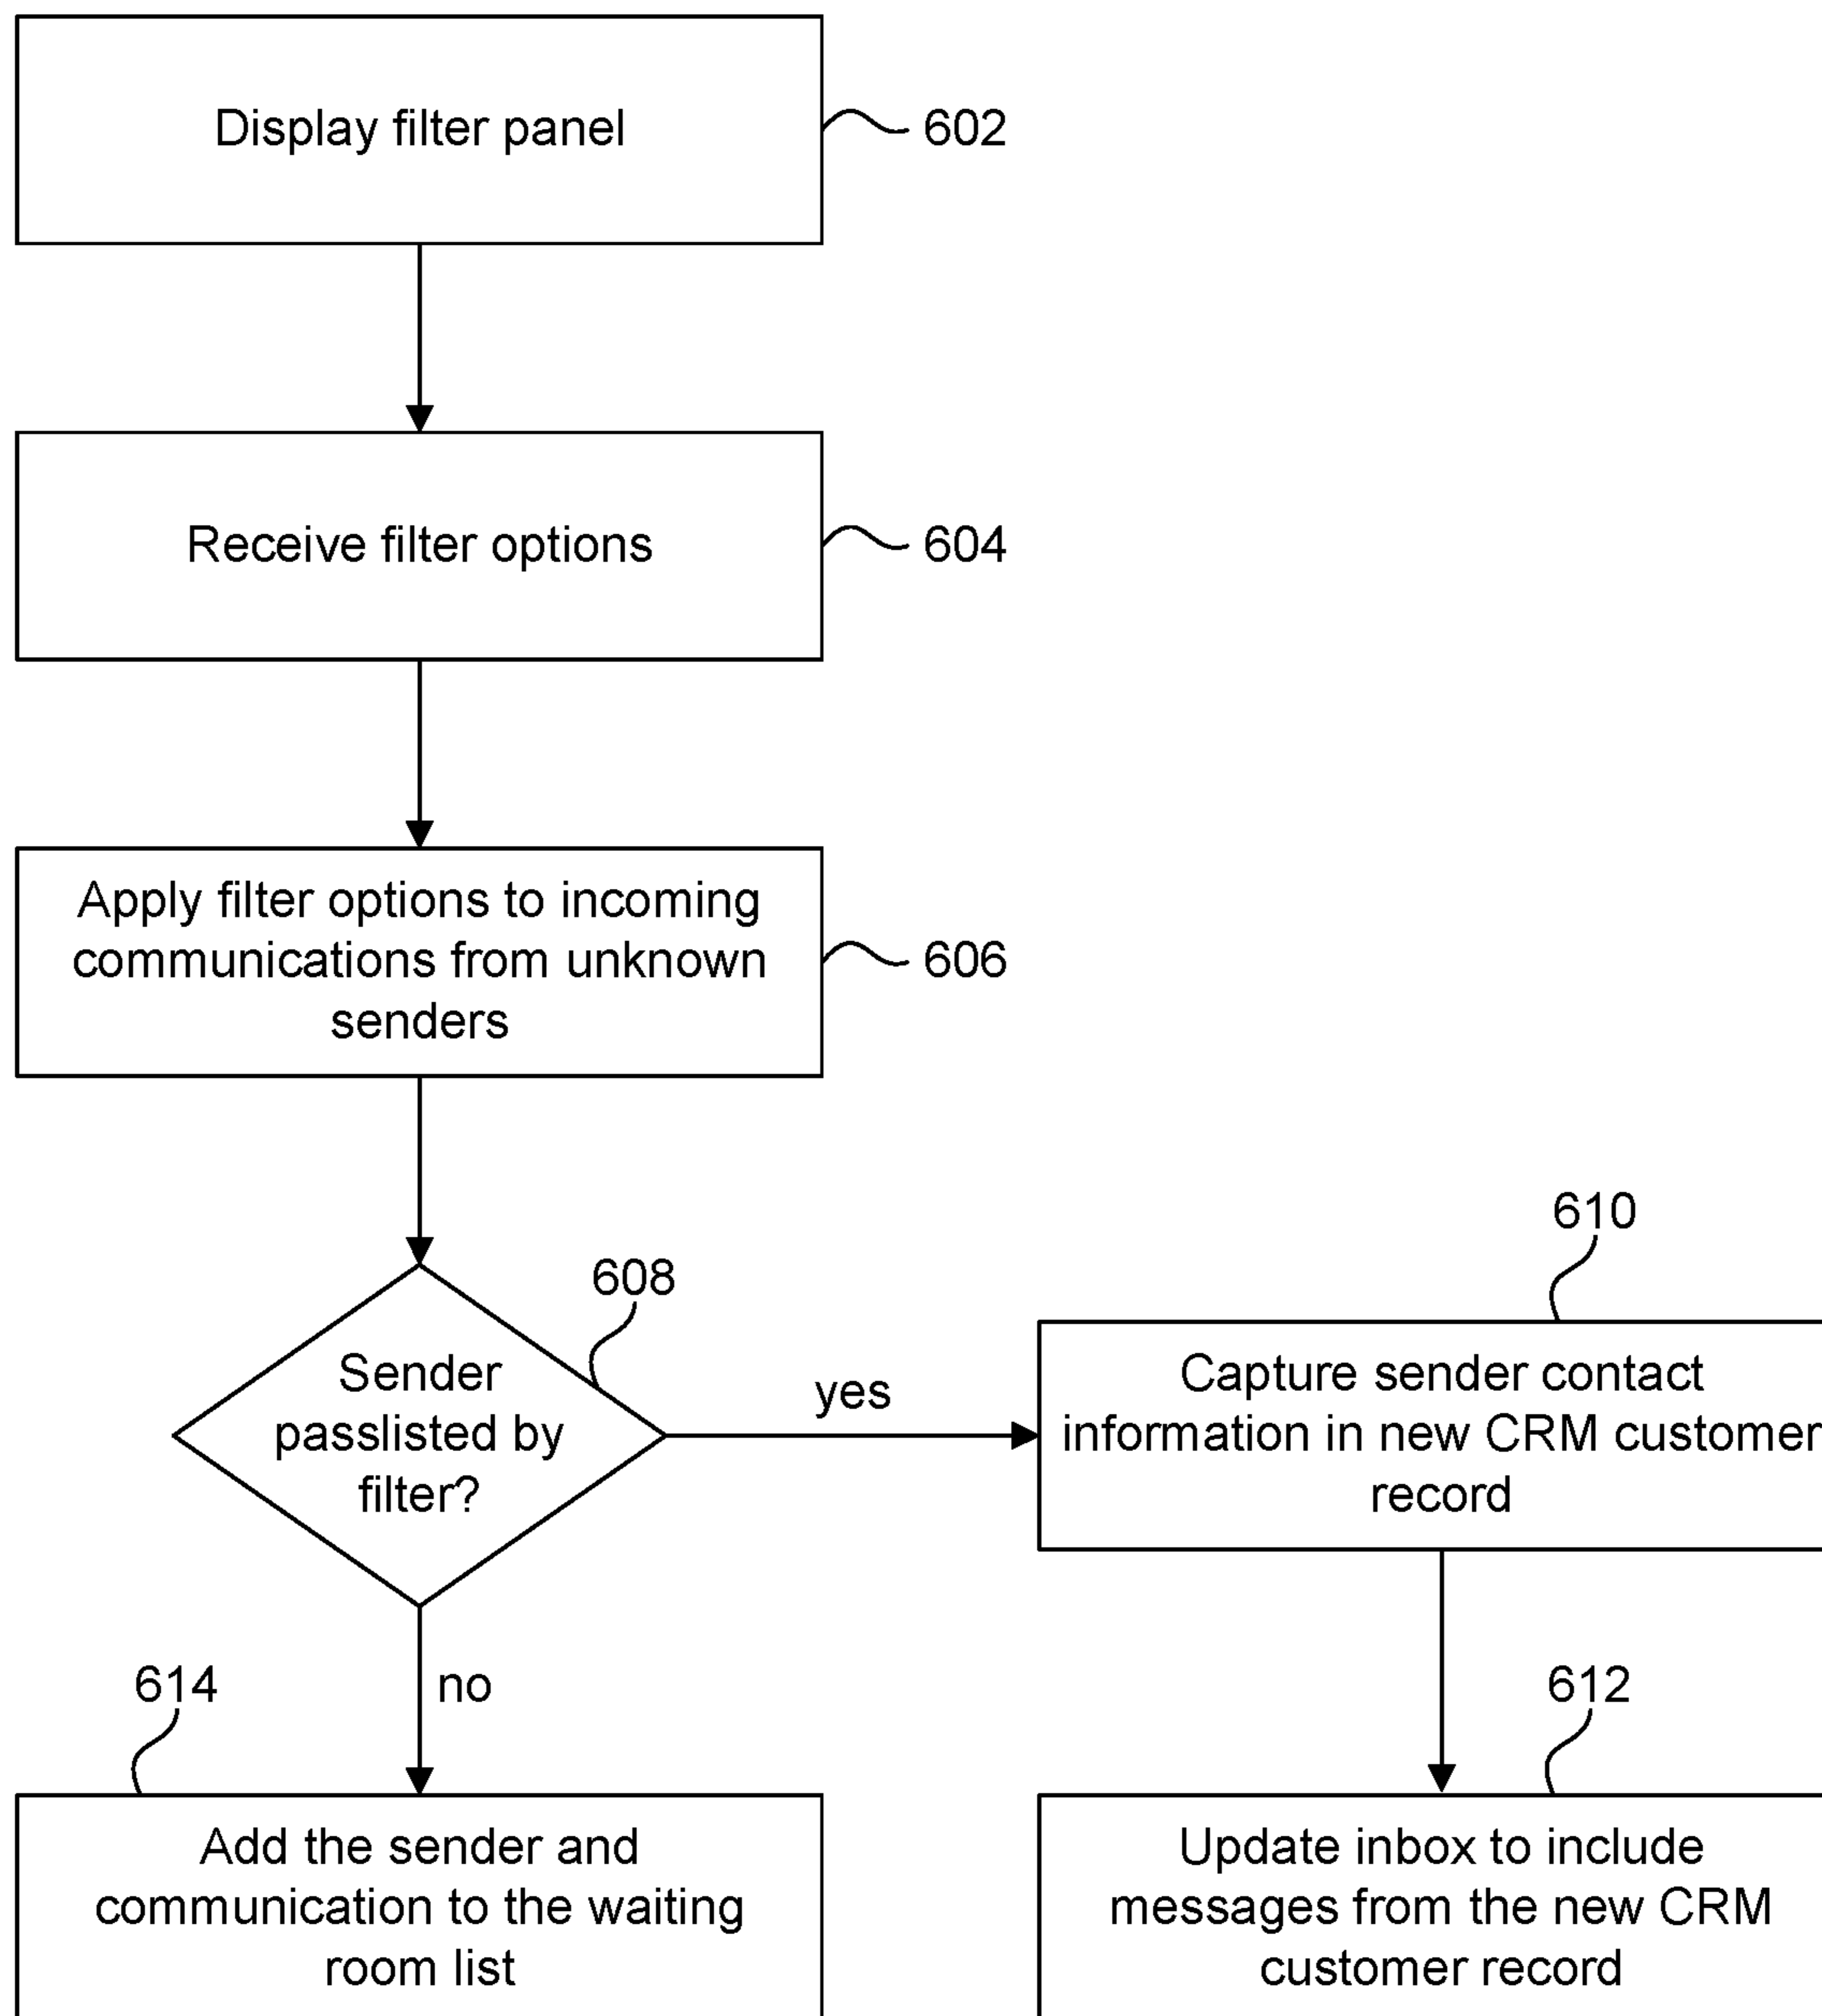 Display filter panel
602
Receive filter options
604
Apply filter options to incoming
communications from unknown
senders
606
608
Sender
passlisted by
filter?
yes
no
610
Capture sender contact
information in new CRM customer
record
612
Update inbox to include
messages from the new CRM
customer record
614
Add the sender and
communication to the waiting
room list